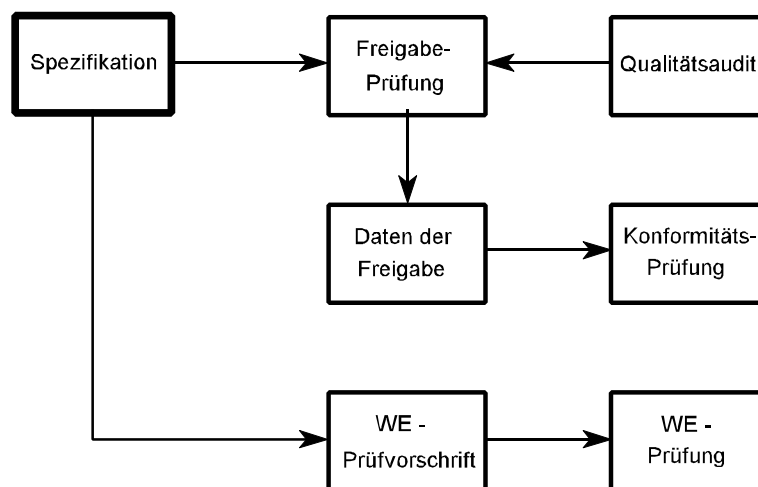 Spezifikation
Freigabe-
Prüfung
Qualitätsaudit
Daten der
Freigabe
Konformitäts-
Prüfung
WE -
Prüfvorschrift
WE -
Prüfung